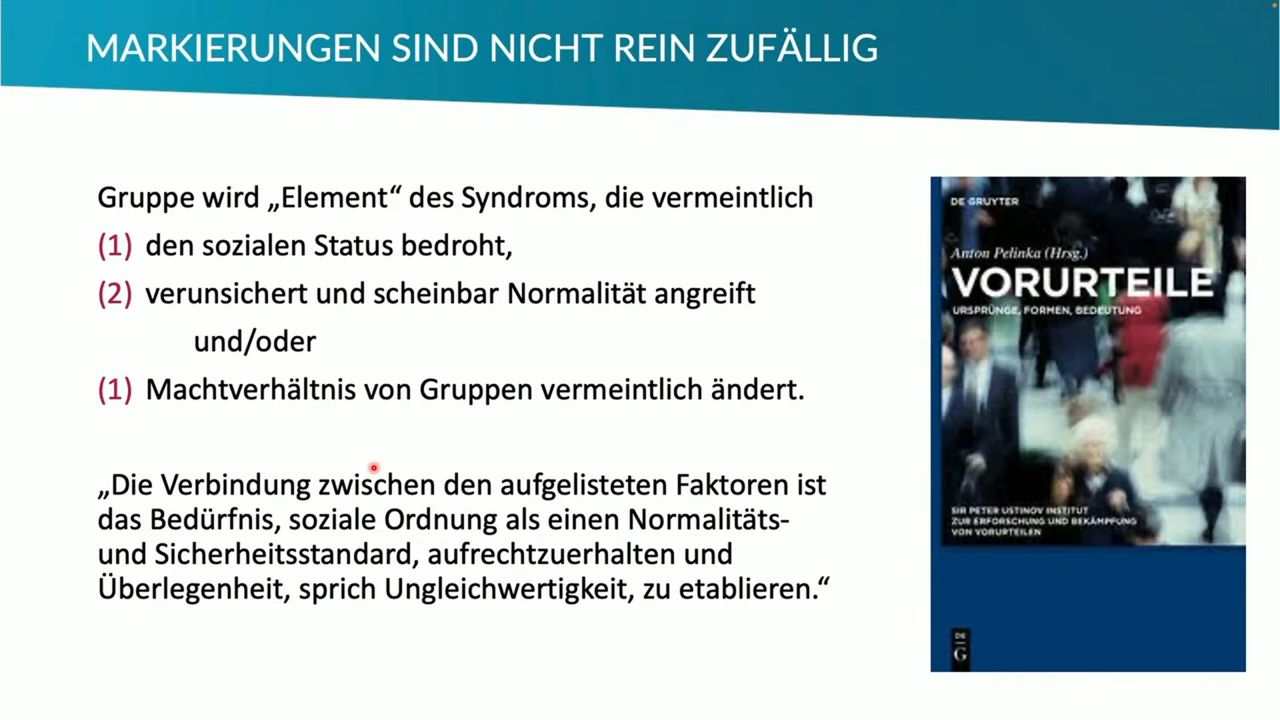 MARKIERUNGEN SIND NICHT REIN ZUFÄLLIG
Gruppe wird „Element“ des Syndroms, die vermeintlich
(1) den sozialen Status bedroht,
(2) verunsichert und scheinbar Normalität angreift
und/oder
(1) Machtverhältnis von Gruppen vermeintlich ändert.
„Die Verbindung zwischen den aufgelisteten Faktoren ist
das Bedürfnis, soziale Ordnung als einen Normalitäts-
und Sicherheitsstandard, aufrechtzuerhalten und
Überlegenheit, sprich Ungleichwertigkeit, zu etablieren.“
DE GRUYTER
Anton Pelinka (Hrsg.)
VORURTEILE
URSPRÜNGE, FORMEN, BEDEUTUNG
SIR PETER USTINOV INSTITUT
ZUR ERFORSCHUNG UND BEKÄMPFUNG
VON VORURTEILEN
DE
G